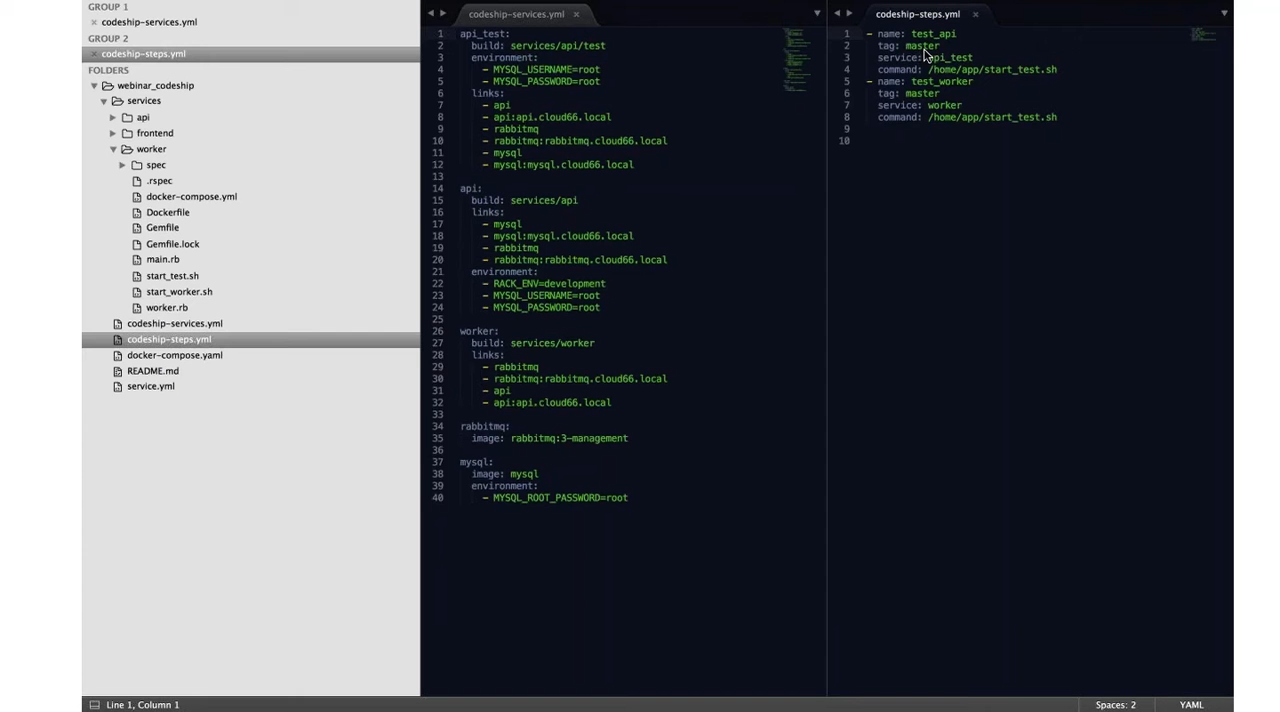 GROUP 1
codeship-services.yml
GROUP 2
codeship-steps.yml
FOLDERS
webinar_codeship
services
api
frontend
worker
spec
.rspec
docker-compose.yml
Dockerfile
Gemfile
Gemfile.lock
main.rb
start_test.sh
start_worker.sh
worker.rb
codeship-services.yml
codeship-steps.yml
docker-compose.yaml
README.md
service.yml
codeship-services.yml
1 api_test:
2 build: services/api/test
3 environment:
4 - MYSQL_USERNAME=root
5 - MYSQL_PASSWORD=root
6 links:
7 - api
8 - api:api.cloud66.local
9 - rabbitmq
10 - rabbitmq:rabbitmq.cloud66.local
11 - mysql
12 - mysql:mysql.cloud66.local
13
14 api:
15 build: services/api
16 links:
17 - mysql
18 - mysql:mysql.cloud66.local
19 - rabbitmq
20 - rabbitmq:rabbitmq.cloud66.local
21 environment:
22 - RACK_ENV=development
23 - MYSQL_USERNAME=root
24 - MYSQL_PASSWORD=root
25
26 worker:
27 build: services/worker
28 links:
29 - rabbitmq
30 - rabbitmq:rabbitmq.cloud66.local
31 - api
32 - api:api.cloud66.local
33
34 rabbitmq:
35 image: rabbitmq:3-management
36
37 mysql:
38 image: mysql
39 environment:
40 - MYSQL_ROOT_PASSWORD=root
codeship-steps.yml
1 - name: test_api
2 tag: master
3 service: api_test
4 command: /home/app/start_test.sh
5 - name: test_worker
6 tag: master
7 service: worker
8 command: /home/app/start_test.sh
9
10
Line 1, Column 1
Spaces: 2
YAML